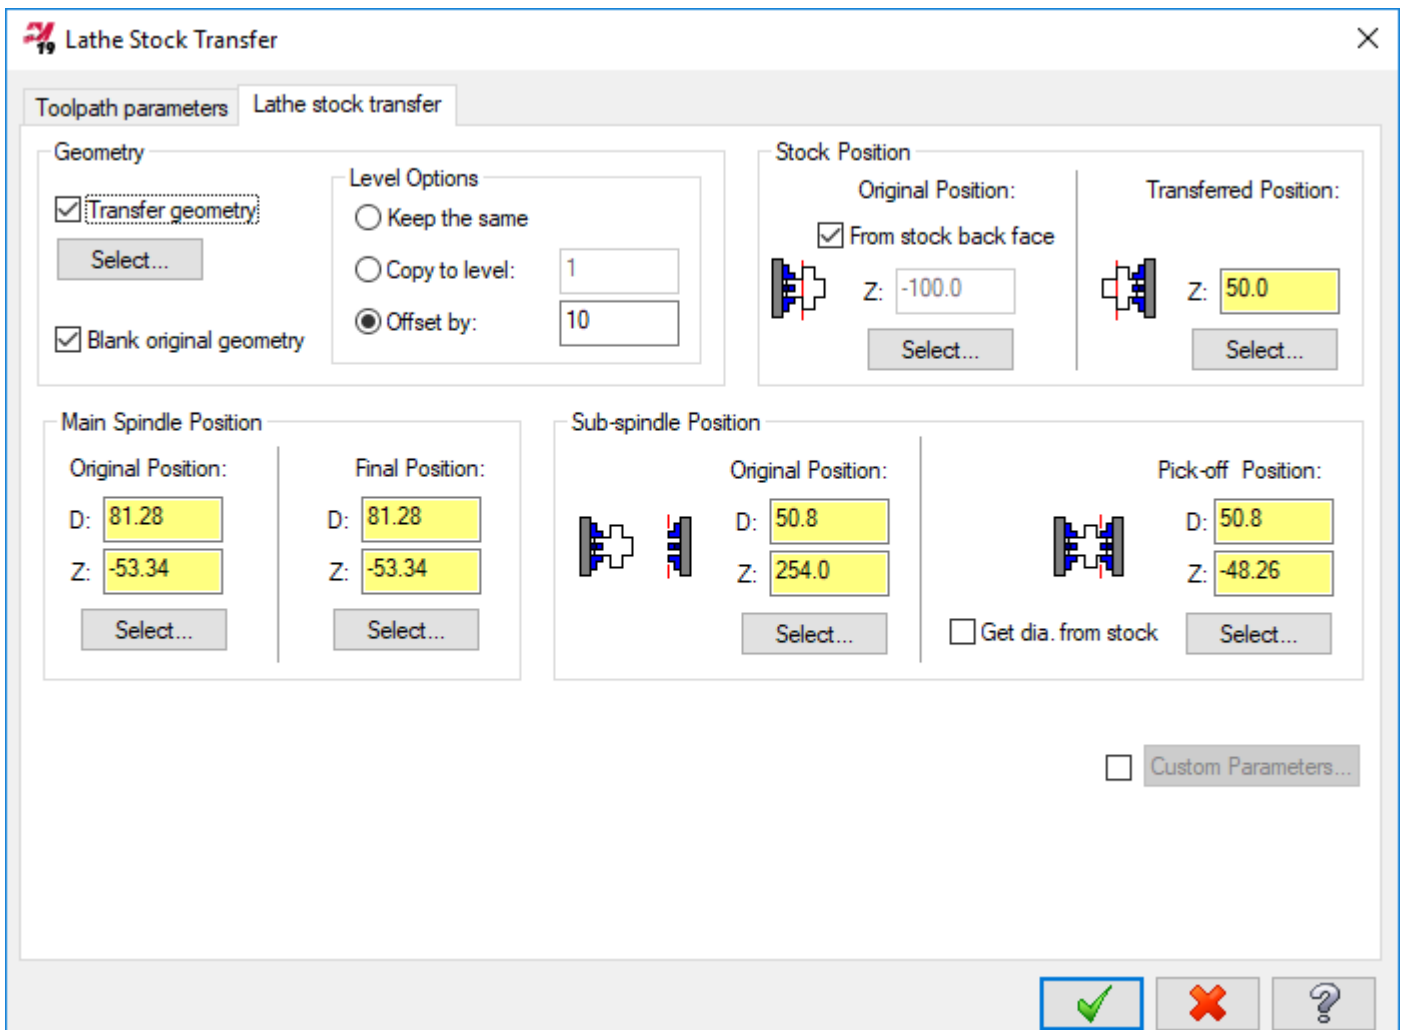 19 Lathe Stock Transfer
Toolpath parameters
Lathe stock transfer
Geometry
Transfer geometry
Select...
Blank original geometry
Level Options
Keep the same
Copy to level: 1
Offset by: 10
Stock Position
Original Position:
From stock back face
Z: -100.0
Select...
Transferred Position:
Z: 50.0
Select...
Main Spindle Position
Original Position:
D: 81.28
Z: -53.34
Select...
Final Position:
D: 81.28
Z: -53.34
Select...
Sub-spindle Position
Original Position:
D: 50.8
Z: 254.0
Select...
Pick-off Position:
D: 50.8
Z: -48.26
Get dia. from stock
Select...
Custom Parameters...